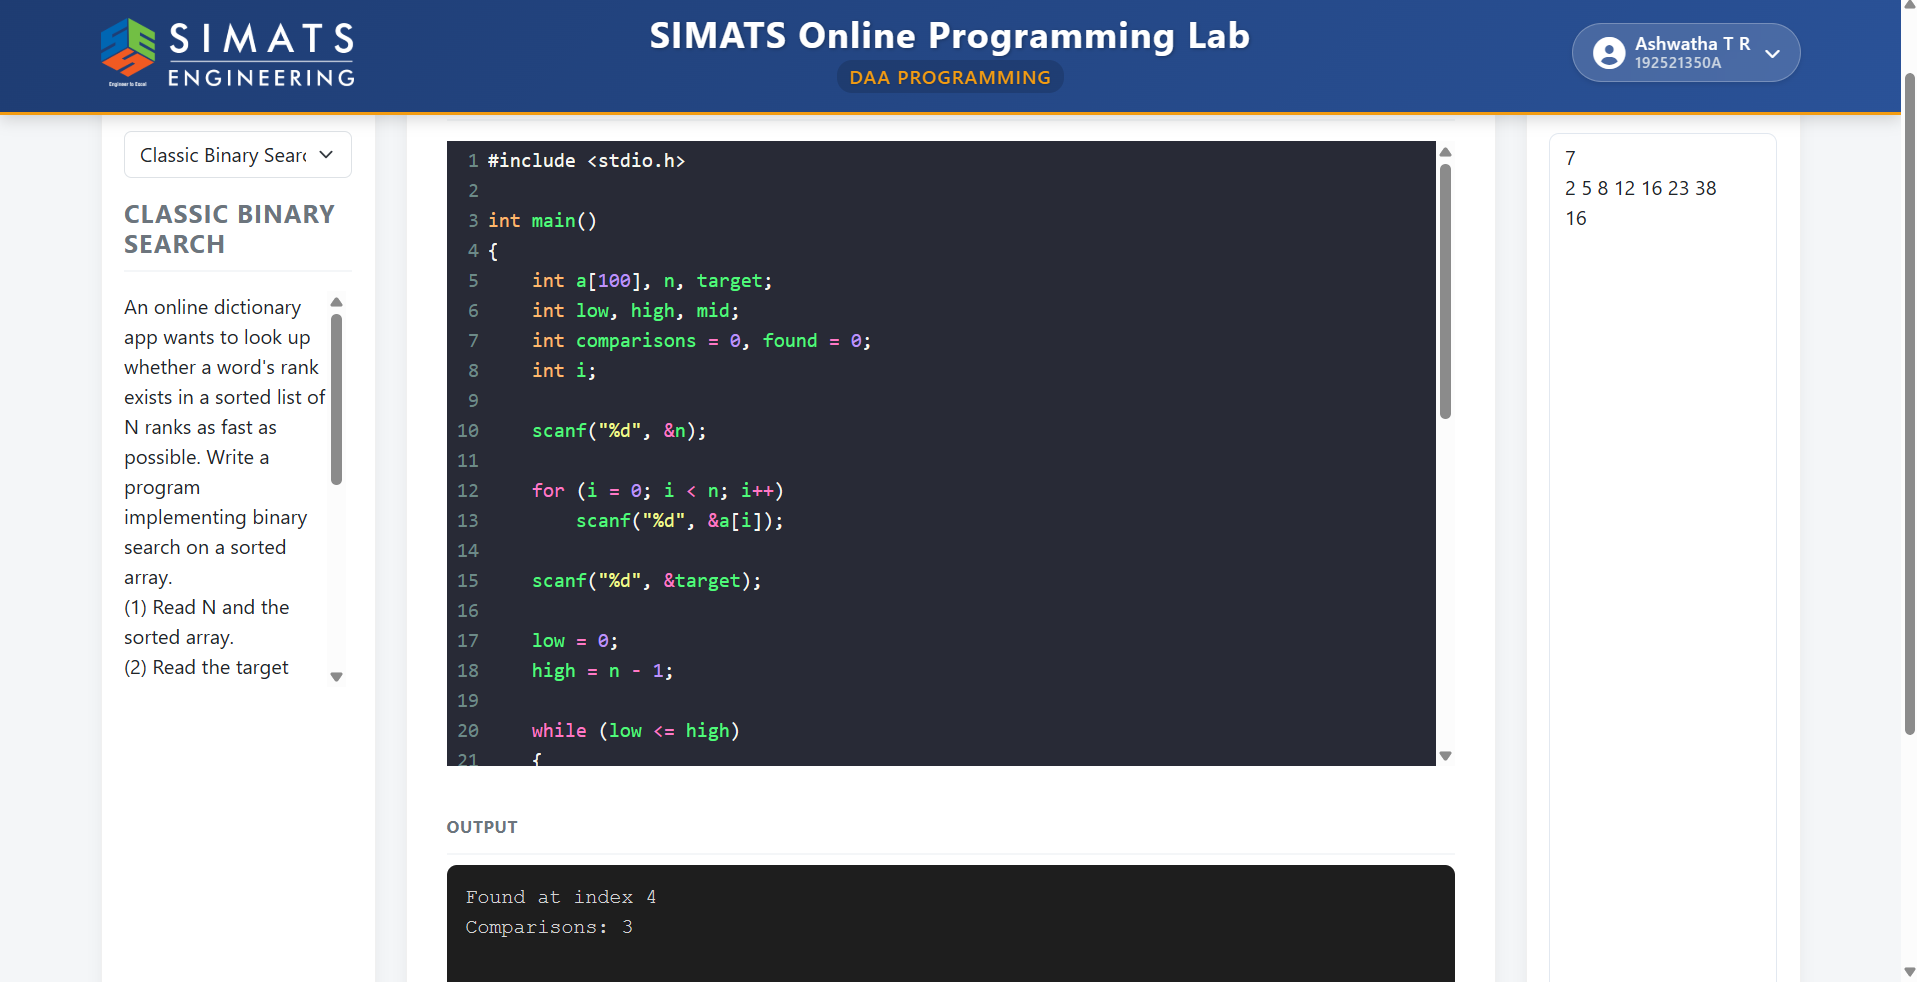 SIMATS
ENGINEERING
Engineer to Excel
SIMATS Online Programming Lab
DAA PROGRAMMING
Ashwatha T R
192521350A
Classic Binary Sear
CLASSIC BINARY
SEARCH
An online dictionary
app wants to look up
whether a word's rank
exists in a sorted list of
N ranks as fast as
possible. Write a
program
implementing binary
search on a sorted
array.
(1) Read N and the
sorted array.
(2) Read the target
1 #include <stdio.h>
2
3 int main()
4 {
5     int a[100], n, target;
6     int low, high, mid;
7     int comparisons = 0, found = 0;
8     int i;
9
10     scanf("%d", &n);
11
12     for (i = 0; i < n; i++)
13         scanf("%d", &a[i]);
14
15     scanf("%d", &target);
16
17     low = 0;
18     high = n - 1;
19
20     while (low <= high)
21     {
OUTPUT
Found at index 4
Comparisons: 3
7
2 5 8 12 16 23 38
16